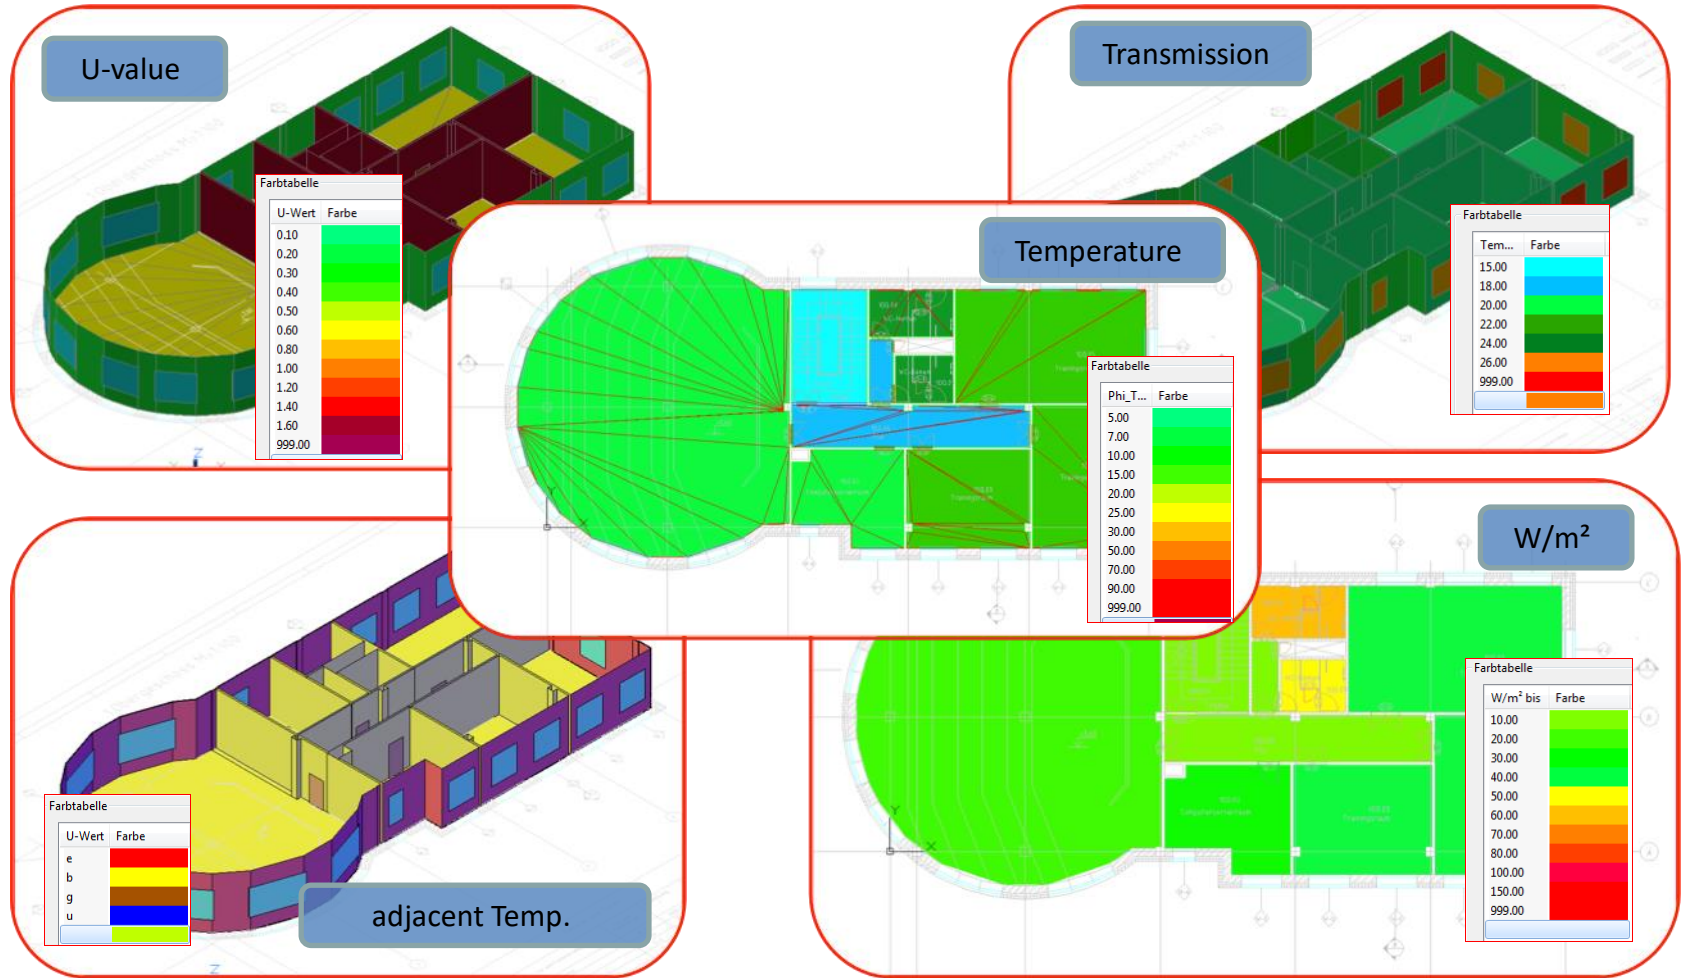 U-value
Farbtabelle
U-Wert Farbe
0.10
0.20
0.30
0.40
0.50
0.60
0.80
1.00
1.20
1.40
1.60
999.00
Z
Transmission
Farbtabelle
Tem... Farbe
15.00
18.00
20.00
22.00
24.00
26.00
999.00
Temperature
Y
X
Farbtabelle
Phi_T... Farbe
5.00
7.00
10.00
15.00
20.00
25.00
30.00
50.00
70.00
90.00
999.00
adjacent Temp.
Farbtabelle
U-Wert Farbe
e
b
g
u
Z
W/m²
Y
X
Farbtabelle
W/m² bis Farbe
10.00
20.00
30.00
40.00
50.00
60.00
70.00
80.00
100.00
150.00
999.00